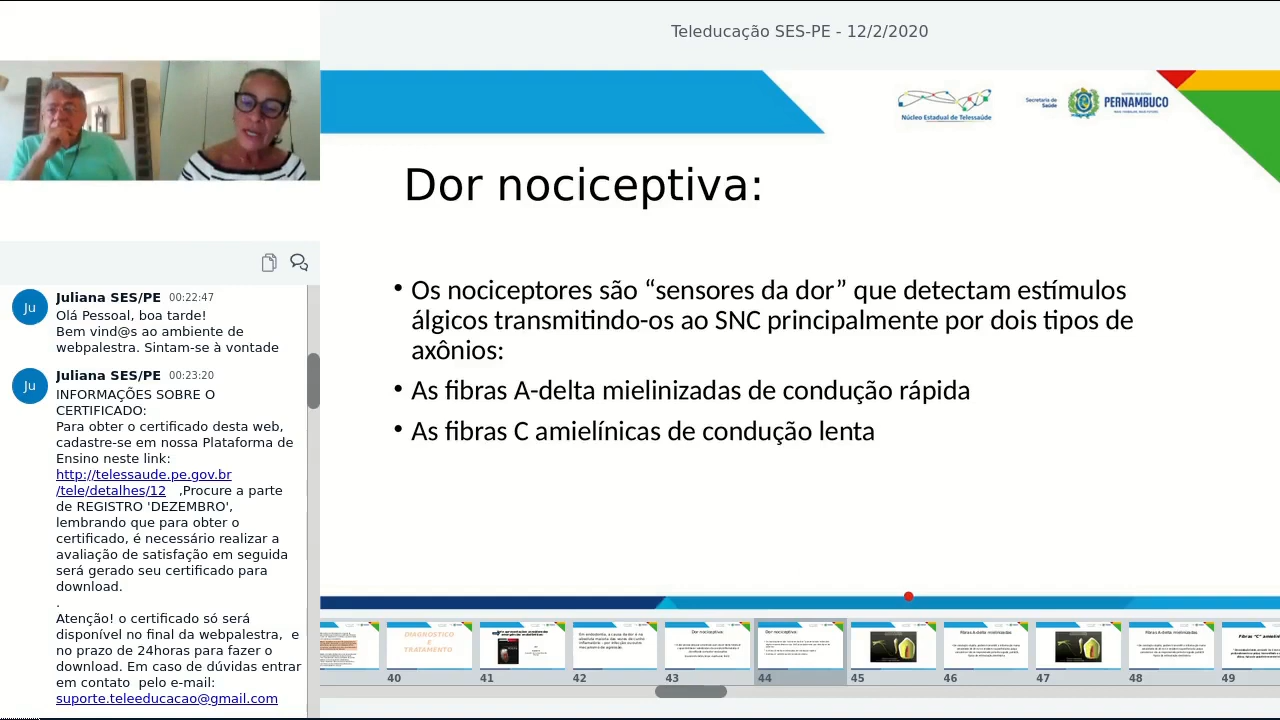 Teleducação SES-PE - 12/2/2020
Núcleo Estadual de Telessaúde
Secretaria de
Saúde
PERNAMBUCO
Dor nociceptiva:
• Os nociceptores são “sensores da dor” que detectam estímulos
álgicos transmitindo-os ao SNC principalmente por dois tipos de
axônios:
• As fibras A-delta mielinizadas de condução rápida
• As fibras C amielínicas de condução lenta
Ju
Juliana SES/PE 00:22:47
Olá Pessoal, boa tarde!
Bem vind@s ao ambiente de
webpalestra. Sintam-se à vontade
Ju
Juliana SES/PE 00:23:20
INFORMAÇÕES SOBRE O
CERTIFICADO:
Para obter o certificado desta web,
cadastre-se em nossa Plataforma de
Ensino neste link:
http://telessaude.pe.gov.br
/tele/detalhes/12 ,Procure a parte
de REGISTRO 'DEZEMBRO',
lembrando que para obter o
certificado, é necessário realizar a
avaliação de satisfação em seguida
será gerado seu certificado para
download.
.
Atenção! o certificado só será
disponível no final da webpalestra, e
no prazo de 24horas para fazer o
download. Em caso de dúvidas entrar
em contato pelo e-mail:
suporte.teleeducacao@gmail.com
DIAGNÓSTICO
E
TRATAMENTO
Dor nociceptiva:
Dor nociceptiva:
Fibras A-delta mielinizadas
Fibras A-delta mielinizadas
40 41 42 43 44 45 46 47 48 49